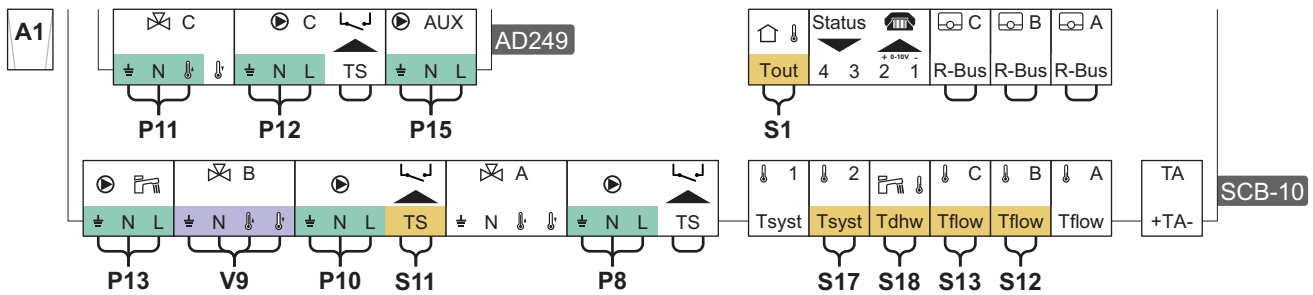 A1
C
C
AUX
AD249
Status
C
B
A
+ 0-10V -
N
N L
TS
N L
Tout
4 3
2 1
R-Bus
R-Bus
R-Bus
P11
P12
P15
S1
B
A
1
2
C
B
A
TA
SCB-10
N L
N
N L
TS
N
N L
TS
Tsyst
Tsyst
Tdhw
Tflow
Tflow
Tflow
+TA-
P13
V9
P10
S11
P8
S17
S18
S13
S12